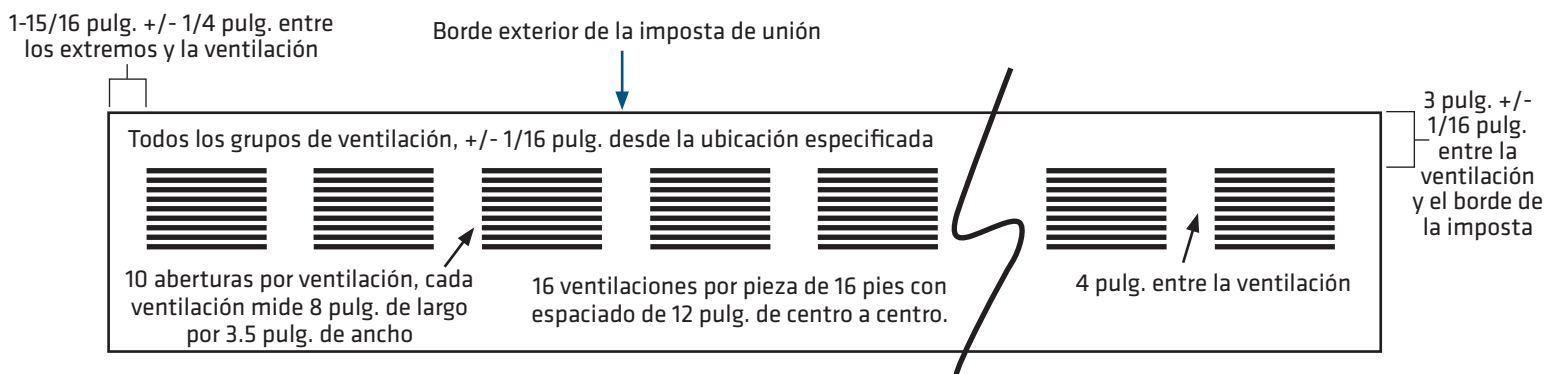 1-15/16 pulg. +/- 1/4 pulg. entre
los extremos y la ventilación
Borde exterior de la imposta de unión
3 pulg. +/-
1/16 pulg.
entre la
ventilación
y el borde de
la imposta
Todos los grupos de ventilación, +/- 1/16 pulg. desde la ubicación especificada
10 aberturas por ventilación, cada
ventilación mide 8 pulg. de largo
por 3.5 pulg. de ancho
16 ventilaciones por pieza de 16 pies con
espaciado de 12 pulg. de centro a centro.
4 pulg. entre la ventilación